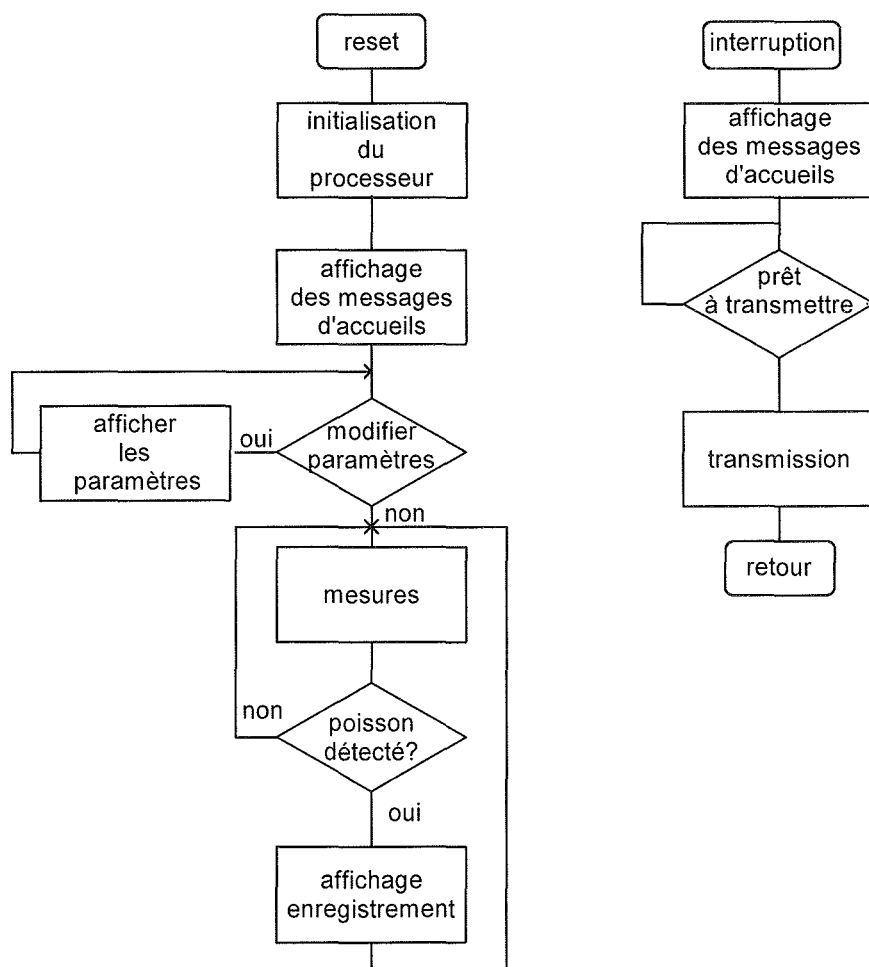 reset
initialisation
du
processeur
affichage
des messages
d'accueils
afficher
les
paramètres
oui
modifier
paramètres
non
mesures
non
poisson
détecté?
oui
affichage
enregistrement
interruption
affichage
des messages
d'accueils
prêt
à transmettre
transmission
retour